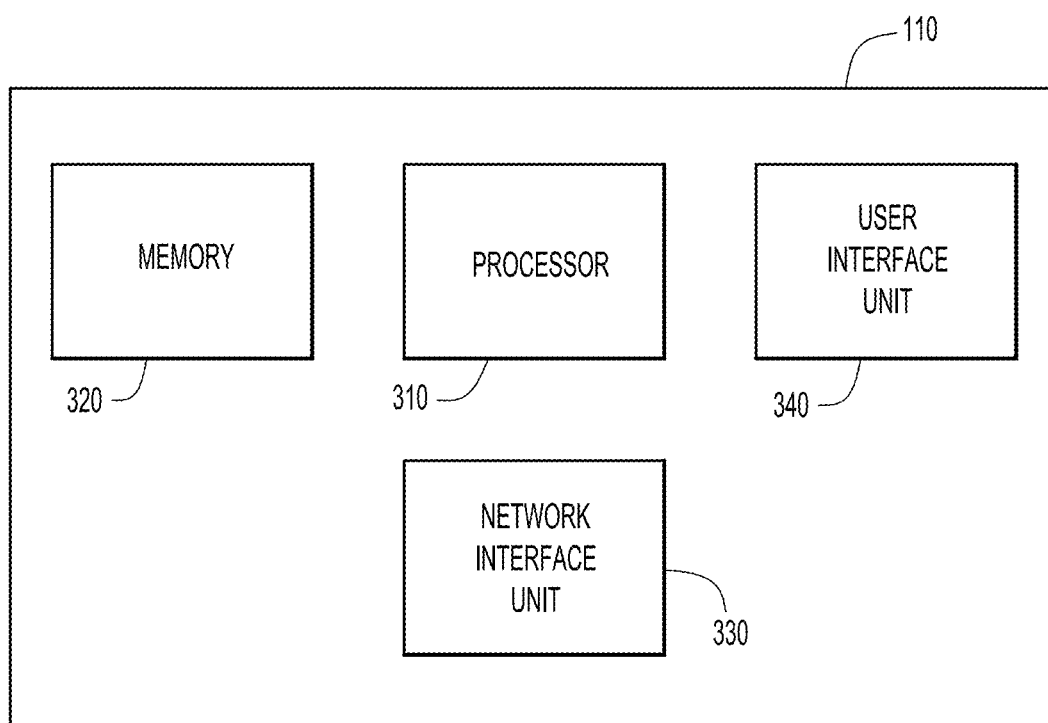 110
MEMORY
320
PROCESSOR
310
USER
INTERFACE
UNIT
340
NETWORK
INTERFACE
UNIT
330